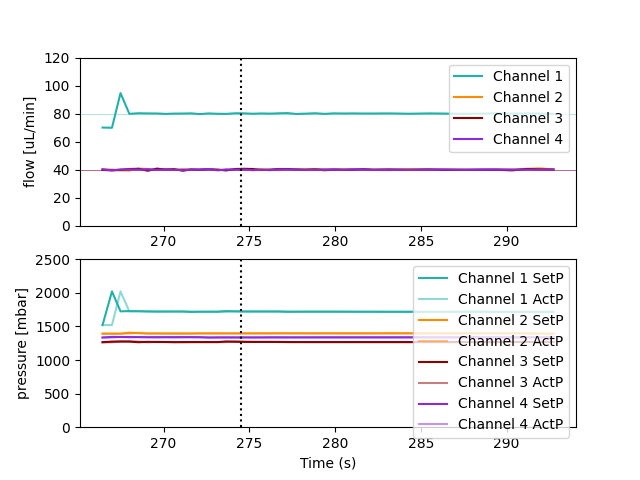 120
100
80
60
40
20
0
flow [uL/min]
Channel 1
Channel 2
Channel 3
Channel 4
270 275 280 285 290
2500
2000
1500
1000
500
0
pressure [mbar]
Channel 1 SetP
Channel 1 ActP
Channel 2 SetP
Channel 2 ActP
Channel 3 SetP
Channel 3 ActP
Channel 4 SetP
Channel 4 ActP
270 275 280 285 290
Time (s)